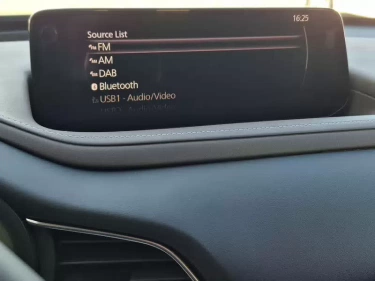 16:25
Source List
FM
AM
DAB
Bluetooth
USB1 - Audio/Video